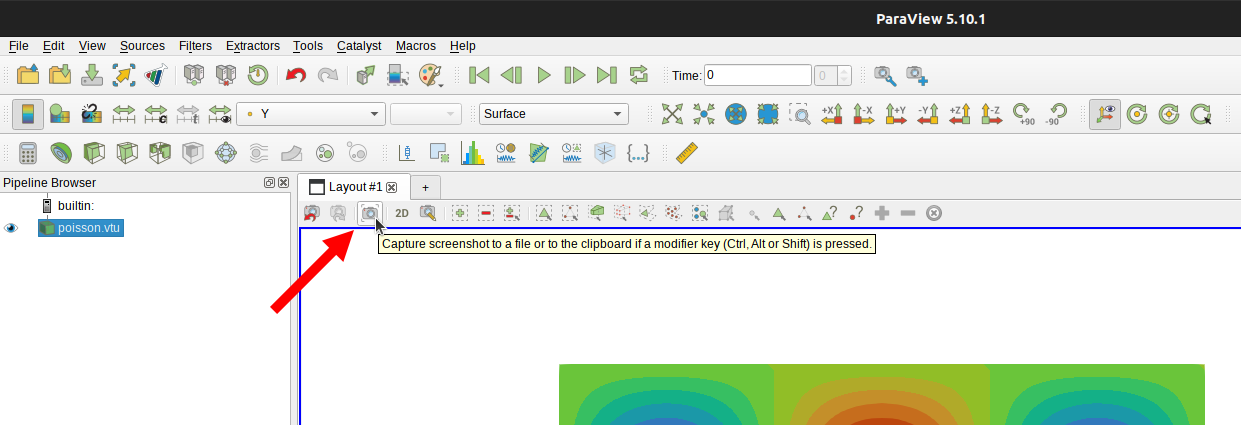 ParaView 5.10.1
File Edit View Sources Filters Extractors Tools Catalyst Macros Help
Time: 0 0
Y Surface +X -X +Y -Y +Z -Z +90 -90
Pipeline Browser
Layout #1 +
builtin:
2D
poisson.vtu
Capture screenshot to a file or to the clipboard if a modifier key (Ctrl, Alt or Shift) is pressed.